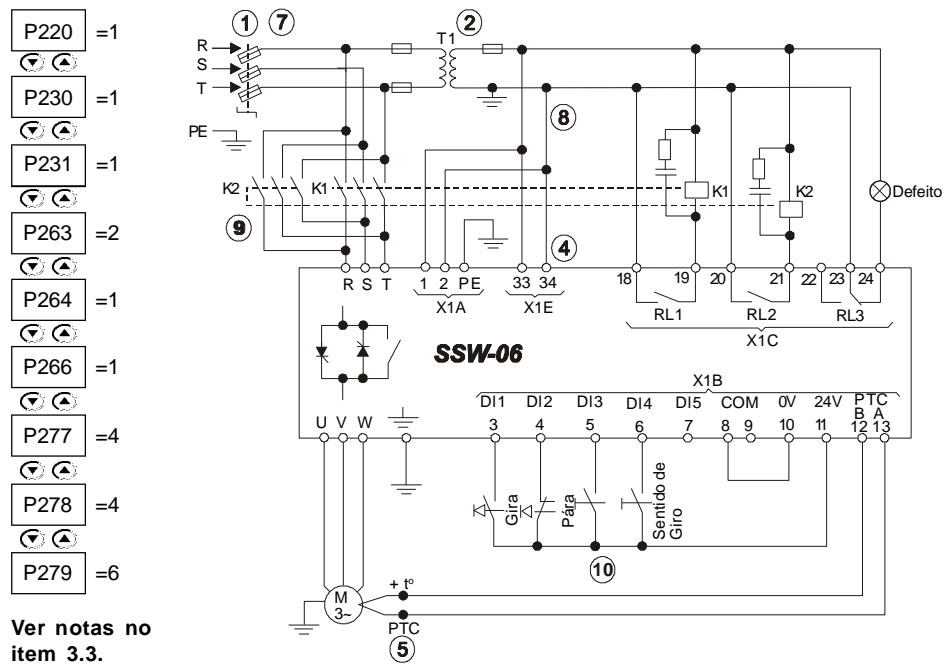 P220 =1
P230 =1
P231 =1
P263 =2
P264 =1
P266 =1
P277 =4
P278 =4
P279 =6
Ver notas no
item 3.3.
1 7 2
R T1
S
T
8
PE
K2 K1 K1 K2 Defeito
9 4
R S T 1 2 PE 33 34 18 19 20 21 22 23 24
X1A X1E RL1 RL2 RL3
X1C
SSW-06
X1B
DI1 DI2 DI3 DI4 DI5 COM 0V 24V PTC
B A
U V W 3 4 5 6 7 8 9 10 11 12 13
Gira
Pára
Sentido de
Giro
10
M
3~
+ tº
PTC
5